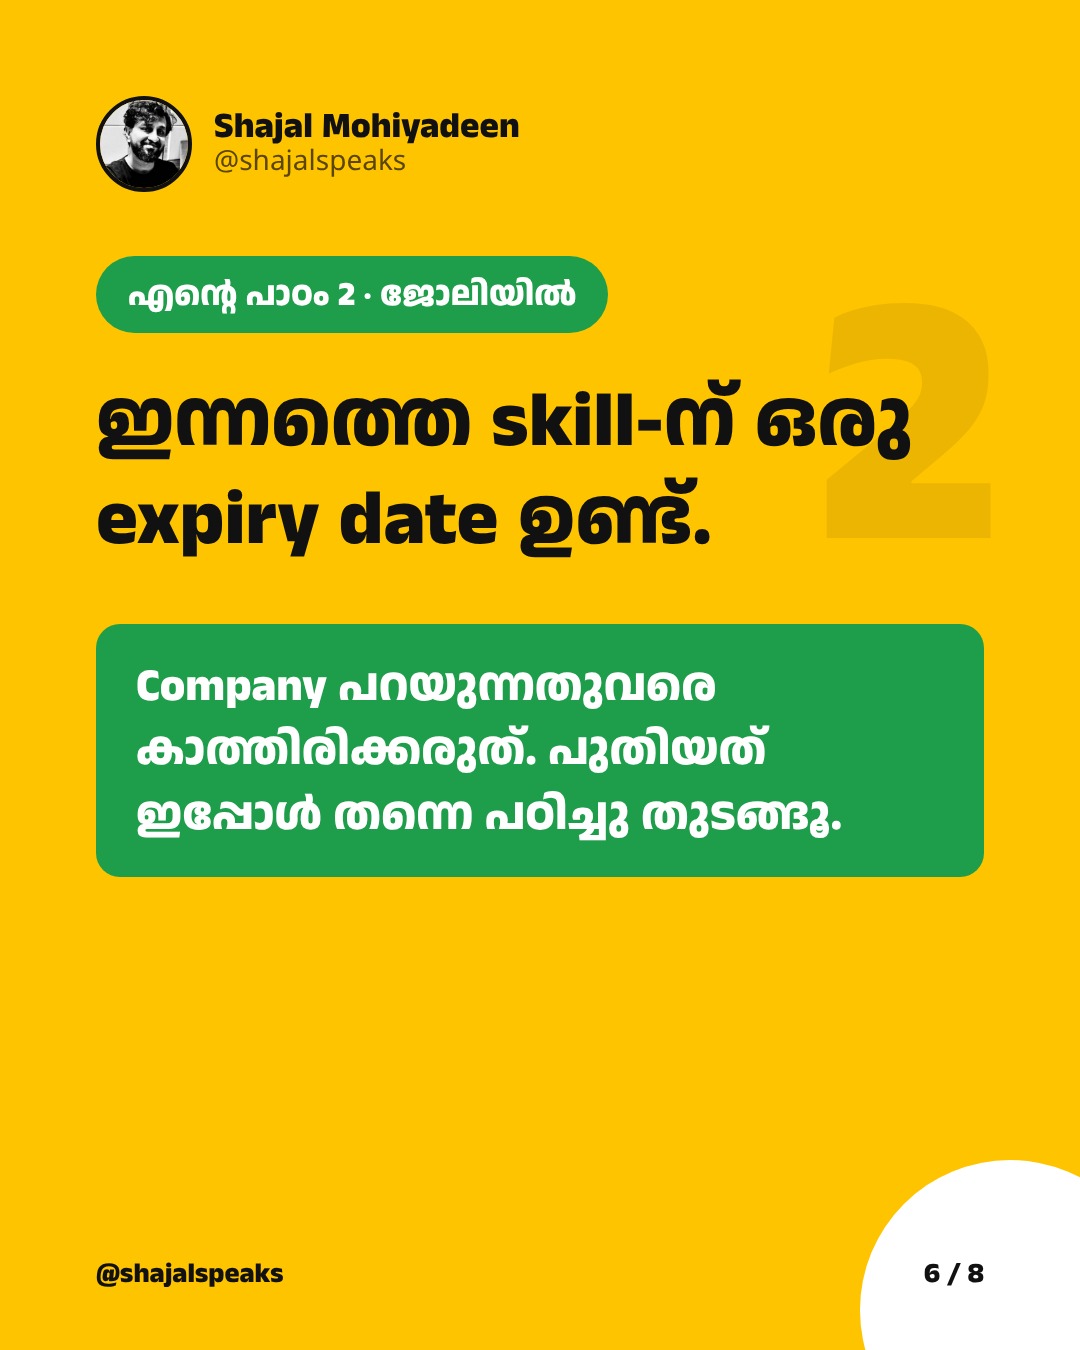 Shajal Mohiyadeen
@shajalspeaks
എന്റെ പാഠം 2 · ജോലിയിൽ
2
ഇന്നത്തെ skill-ന് ഒരു
expiry date ഉണ്ട്.
Company പറയുന്നതുവരെ
കാത്തിരിക്കരുത്. പുതിയത്
ഇപ്പോൾ തന്നെ പഠിച്ചു തുടങ്ങൂ.
@shajalspeaks
6 / 8